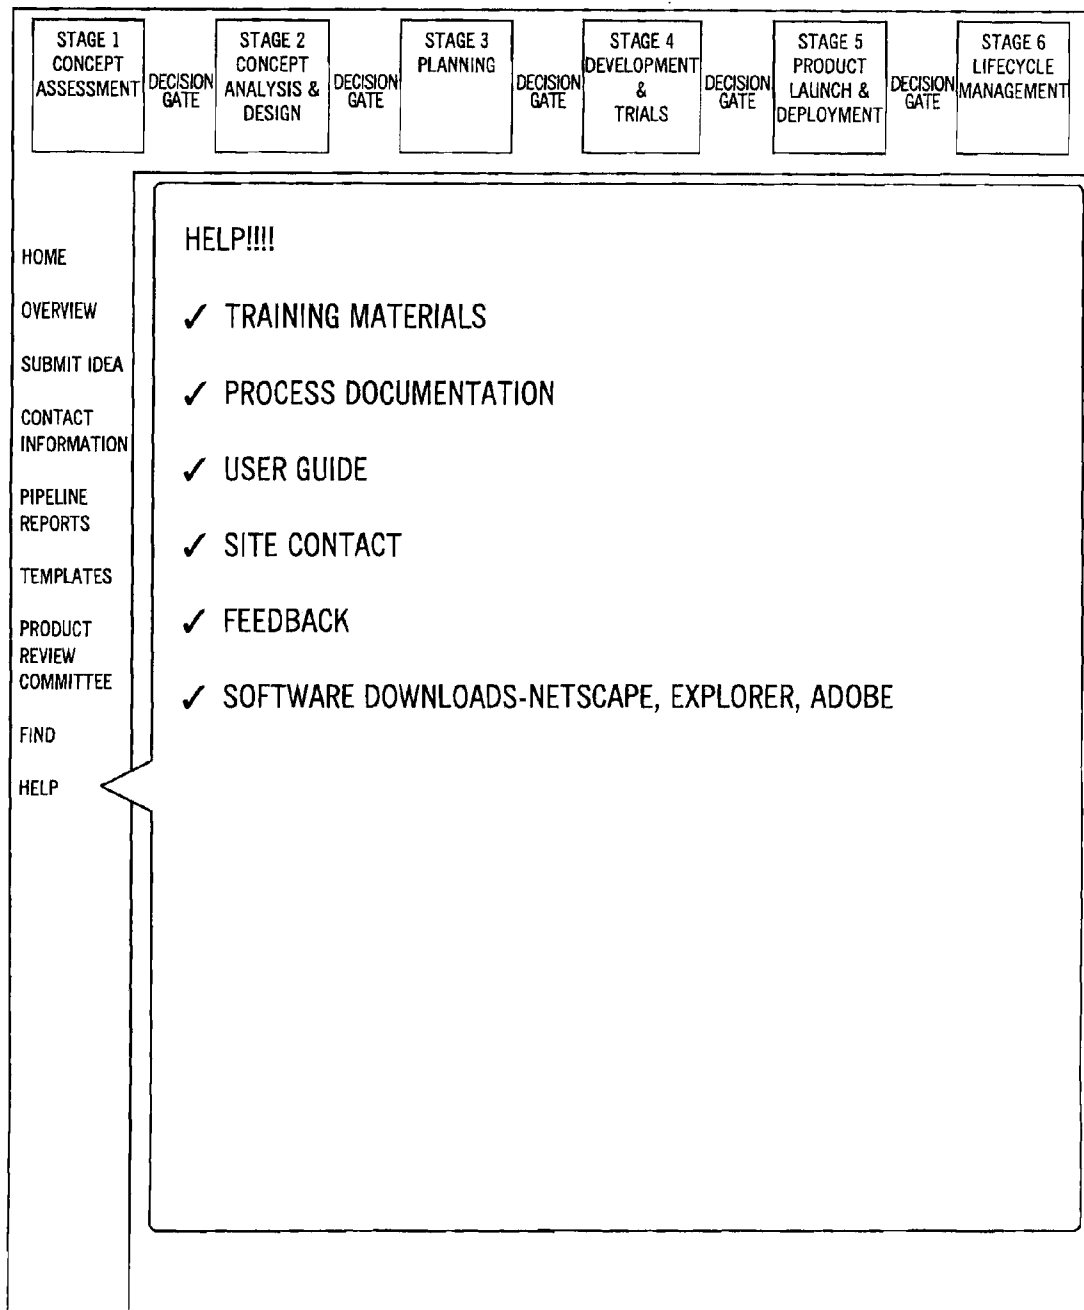 STAGE 1
CONCEPT
ASSESSMENT
DECISION
GATE
STAGE 2
CONCEPT
ANALYSIS &
DESIGN
DECISION
GATE
STAGE 3
PLANNING
DECISION
GATE
STAGE 4
DEVELOPMENT
&
TRIALS
DECISION
GATE
STAGE 5
PRODUCT
LAUNCH &
DEPLOYMENT
DECISION
GATE
STAGE 6
LIFECYCLE
MANAGEMENT
HOME
OVERVIEW
SUBMIT IDEA
CONTACT
INFORMATION
PIPELINE
REPORTS
TEMPLATES
PRODUCT
REVIEW
COMMITTEE
FIND
HELP
HELP!!!!
✓ TRAINING MATERIALS
✓ PROCESS DOCUMENTATION
✓ USER GUIDE
✓ SITE CONTACT
✓ FEEDBACK
✓ SOFTWARE DOWNLOADS-NETSCAPE, EXPLORER, ADOBE